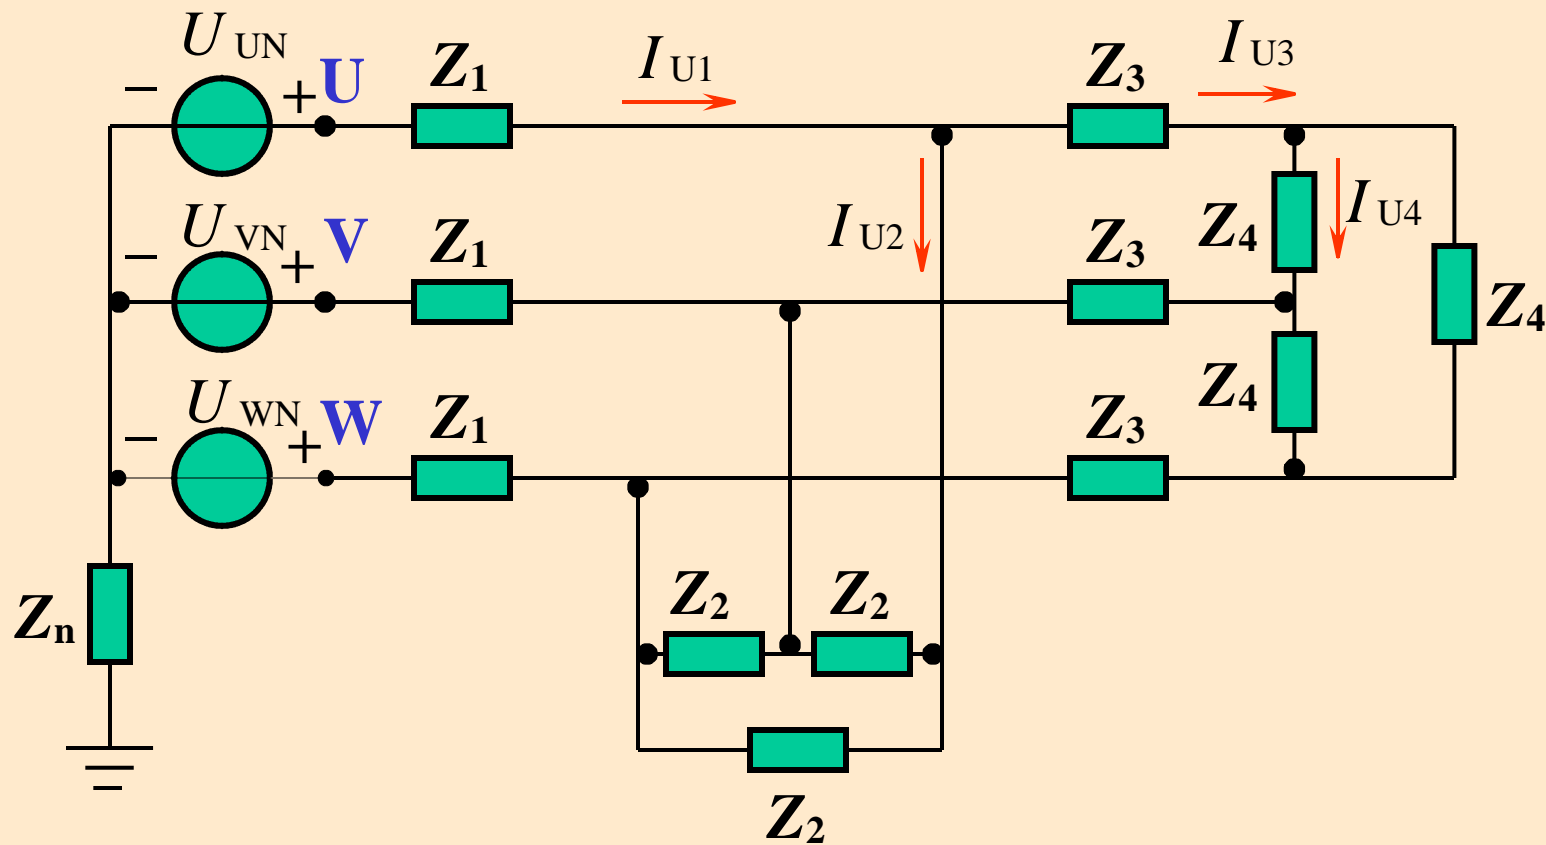 U UN
− + U Z1 I U1 Z3 I U3
U VN
− + V Z1 I U2 Z3 Z4 I U4
Z4
U WN
− + W Z1 Z3 Z4
Zn Z2 Z2
Z2